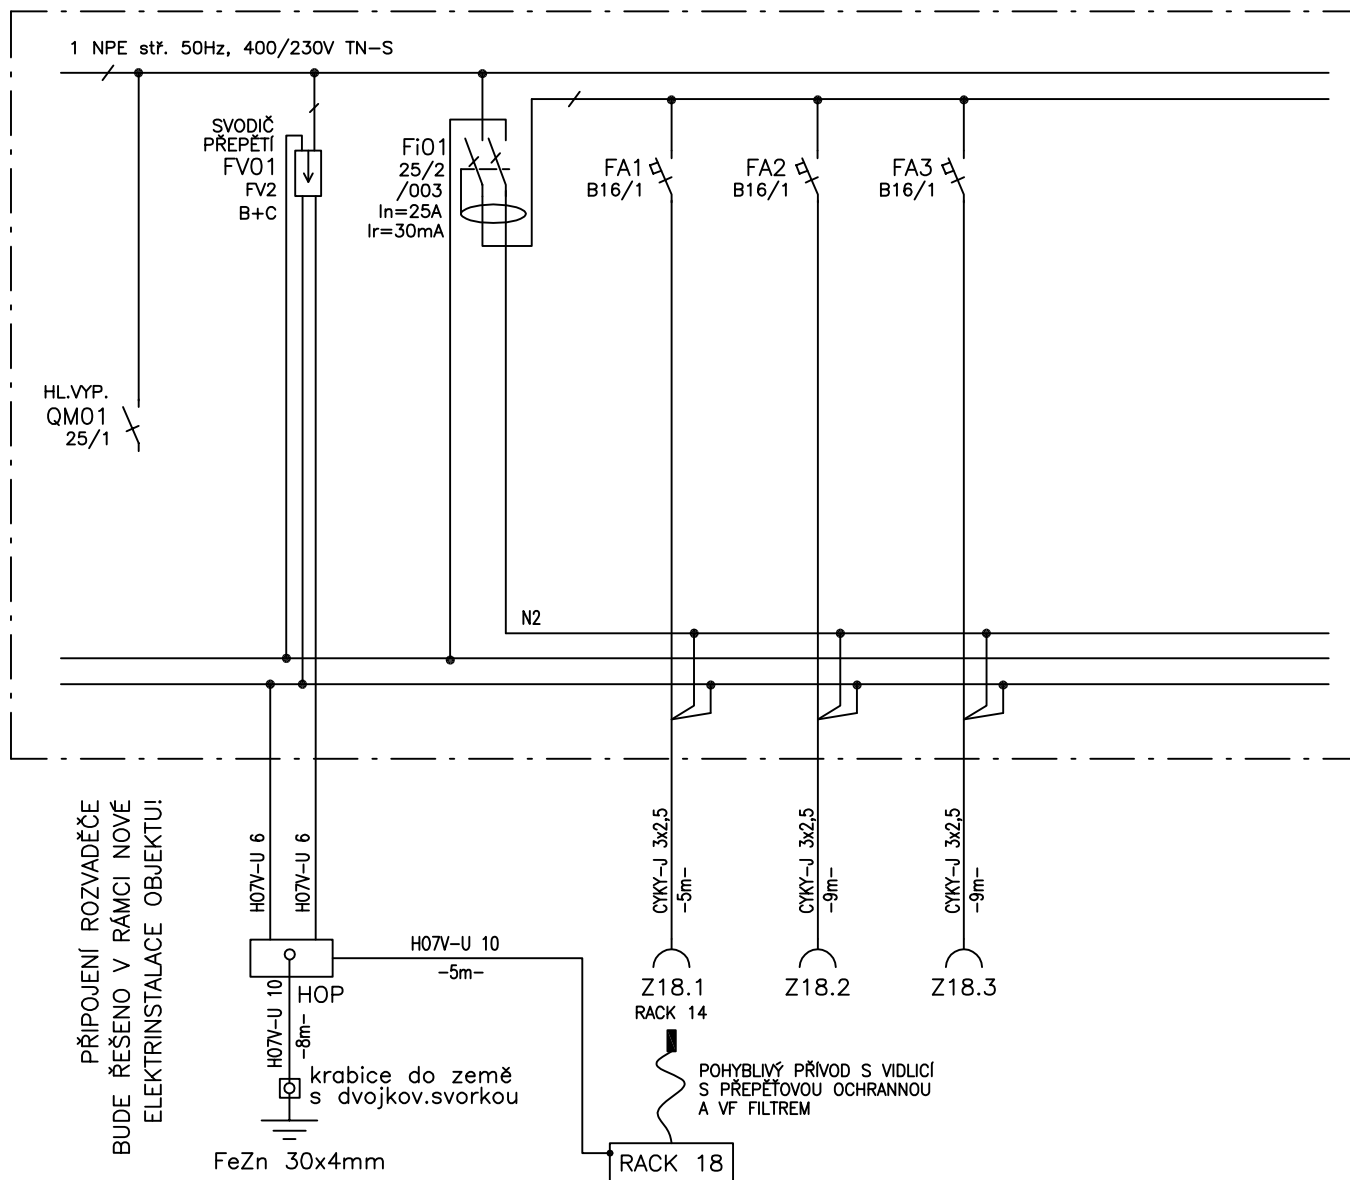 1 NPE stř. 50Hz, 400/230V TN-S
SVODIČ
PŘEPĚTÍ
FV01
FV2
B+C
Fi01
25/2
/003
In=25A
Ir=30mA
FA1
B16/1
FA2
B16/1
FA3
B16/1
HL.VYP.
QM01
25/1
N2
PŘIPOJENÍ ROZVADĚČE
BUDE ŘEŠENO V RÁMCI NOVÉ
ELEKTRINSTALACE OBJEKTU!
H07V-U 6
H07V-U 6
CYKY-J 3x2,5
-5m-
CYKY-J 3x2,5
-9m-
CYKY-J 3x2,5
-9m-
H07V-U 10
-5m-
HOP
H07V-U 10
-8m-
Z18.1
RACK 14
Z18.2
Z18.3
krabice do země
s dvojkov.svorkou
POHYBLIVÝ PŘÍVOD S VIDLICÍ
S PŘEPĚŤOVOU OCHRANNOU
A VF FILTREM
FeZn 30x4mm
RACK 18